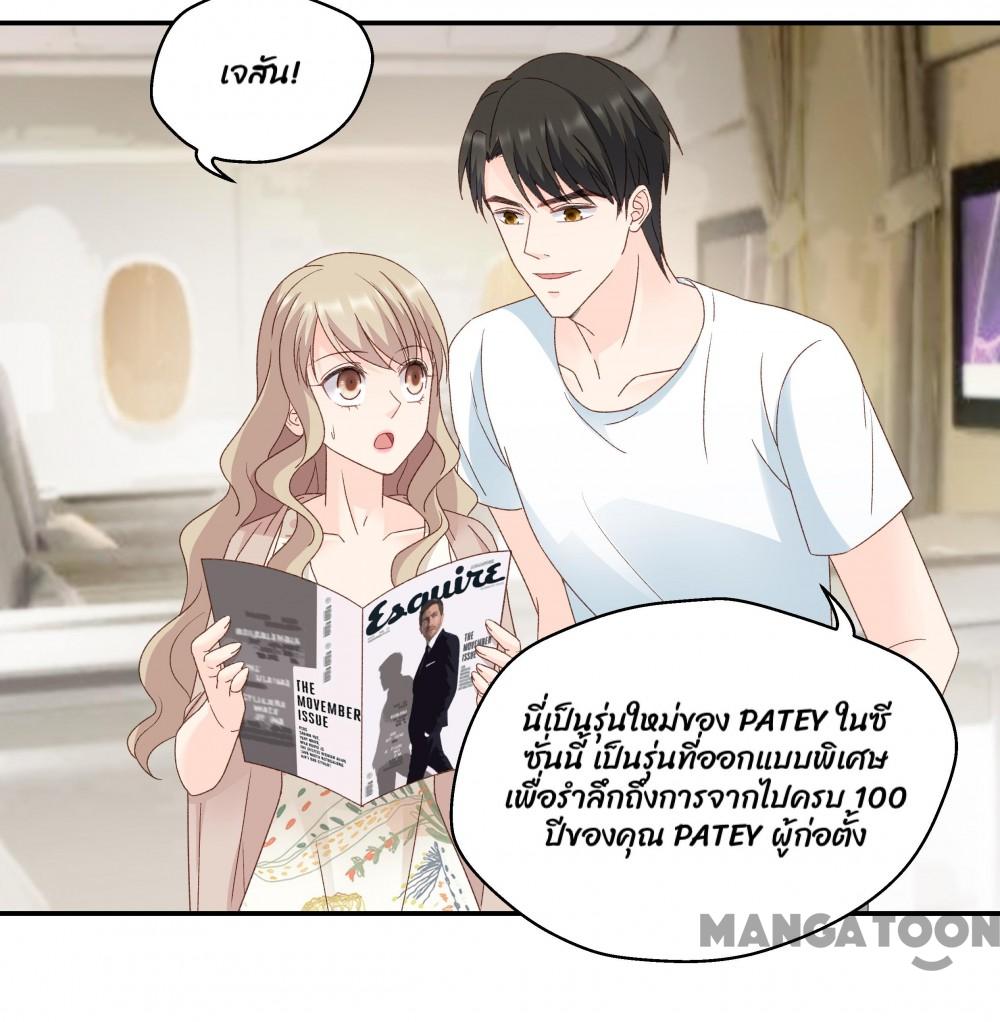 เจสัน!
Esquire
THE
MOVEMBER
ISSUE
THE
MOVEMBER
ISSUE
นี่เป็นรุ่นใหม่ของ PATEY ในซี
ซั่นนี้ เป็นรุ่นที่ออกแบบพิเศษ
เพื่อรำลึกถึงการจากไปครบ 100
ปีของคุณ PATEY ผู้ก่อตั้ง
MANGATOON